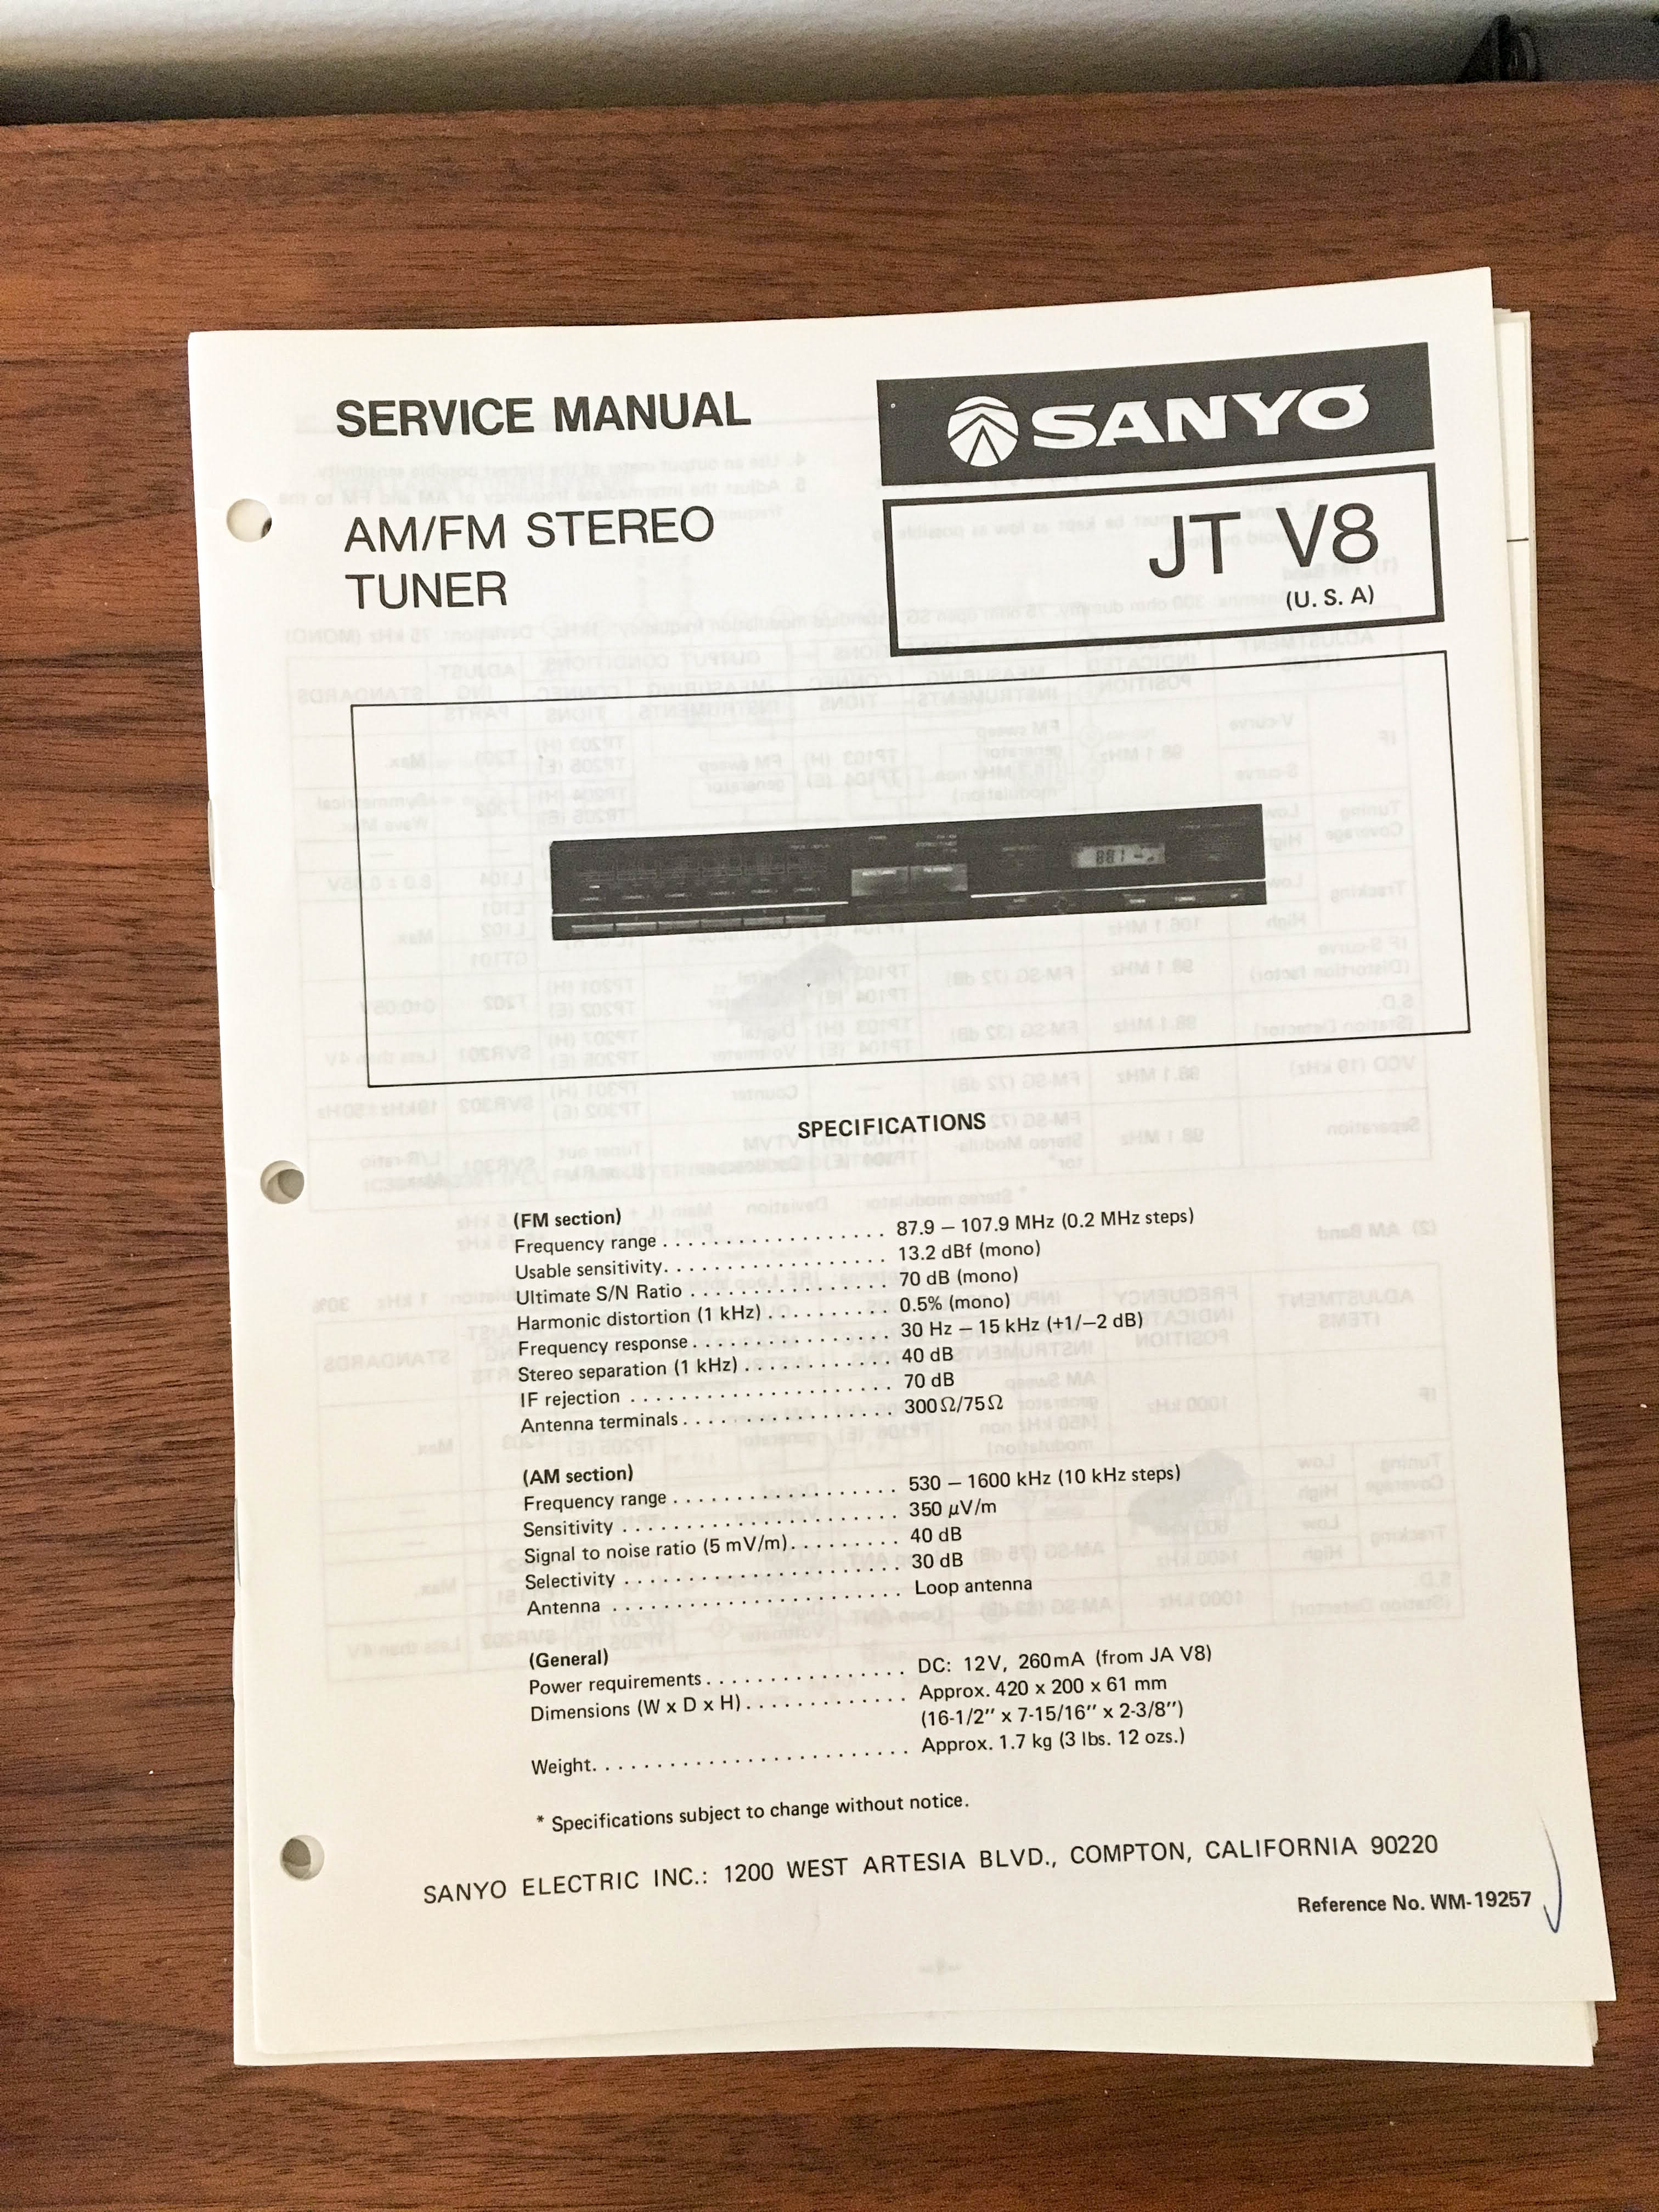 SERVICE MANUAL
SANYO
AM/FM STEREO
TUNER
JT V8
(U. S. A)
88.1
SPECIFICATIONS
(FM section)
Frequency range . . . . . . . . . . . . . . . . . . 87.9 – 107.9 MHz (0.2 MHz steps)
Usable sensitivity. . . . . . . . . . . . . . . . . . 13.2 dBf (mono)
Ultimate S/N Ratio . . . . . . . . . . . . . . . . 70 dB (mono)
Harmonic distortion (1 kHz) . . . . . . . . . 0.5% (mono)
Frequency response. . . . . . . . . . . . . . . . 30 Hz – 15 kHz (+1/–2 dB)
Stereo separation (1 kHz) . . . . . . . . . . . 40 dB
IF rejection . . . . . . . . . . . . . . . . . . . . . 70 dB
Antenna terminals . . . . . . . . . . . . . . . . . 300Ω/75Ω
(AM section)
Frequency range . . . . . . . . . . . . . . . . . . 530 – 1600 kHz (10 kHz steps)
Sensitivity . . . . . . . . . . . . . . . . . . . . . . 350 µV/m
Signal to noise ratio (5 mV/m). . . . . . . . . 40 dB
Selectivity . . . . . . . . . . . . . . . . . . . . . . 30 dB
Antenna . . . . . . . . . . . . . . . . . . . . . . . Loop antenna
(General)
Power requirements . . . . . . . . . . . . . . . . DC: 12V, 260mA (from JA V8)
Dimensions (W x D x H). . . . . . . . . . . . . Approx. 420 x 200 x 61 mm
(16-1/2" x 7-15/16" x 2-3/8")
Weight. . . . . . . . . . . . . . . . . . . . . . . . . Approx. 1.7 kg (3 lbs. 12 ozs.)
* Specifications subject to change without notice.
SANYO ELECTRIC INC.: 1200 WEST ARTESIA BLVD., COMPTON, CALIFORNIA 90220
Reference No. WM-19257